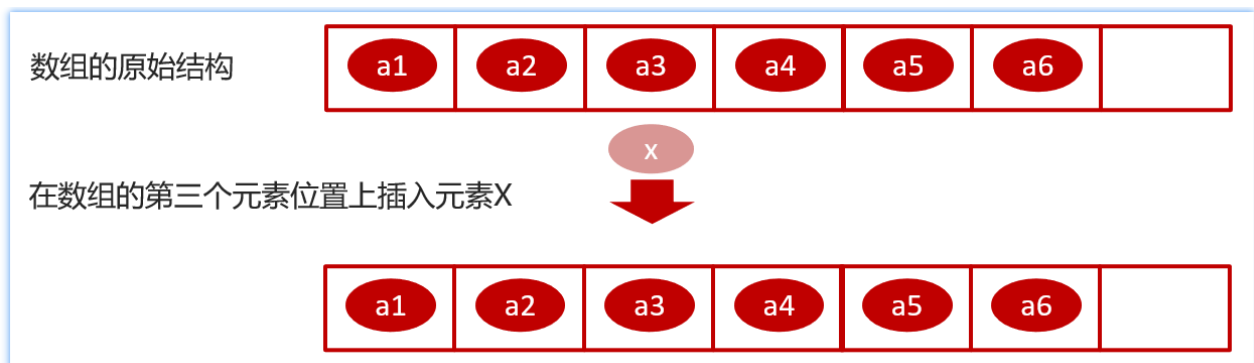 数组的原始结构
a1 a2 a3 a4 a5 a6
x
在数组的第三个元素位置上插入元素X
a1 a2 a3 a4 a5 a6